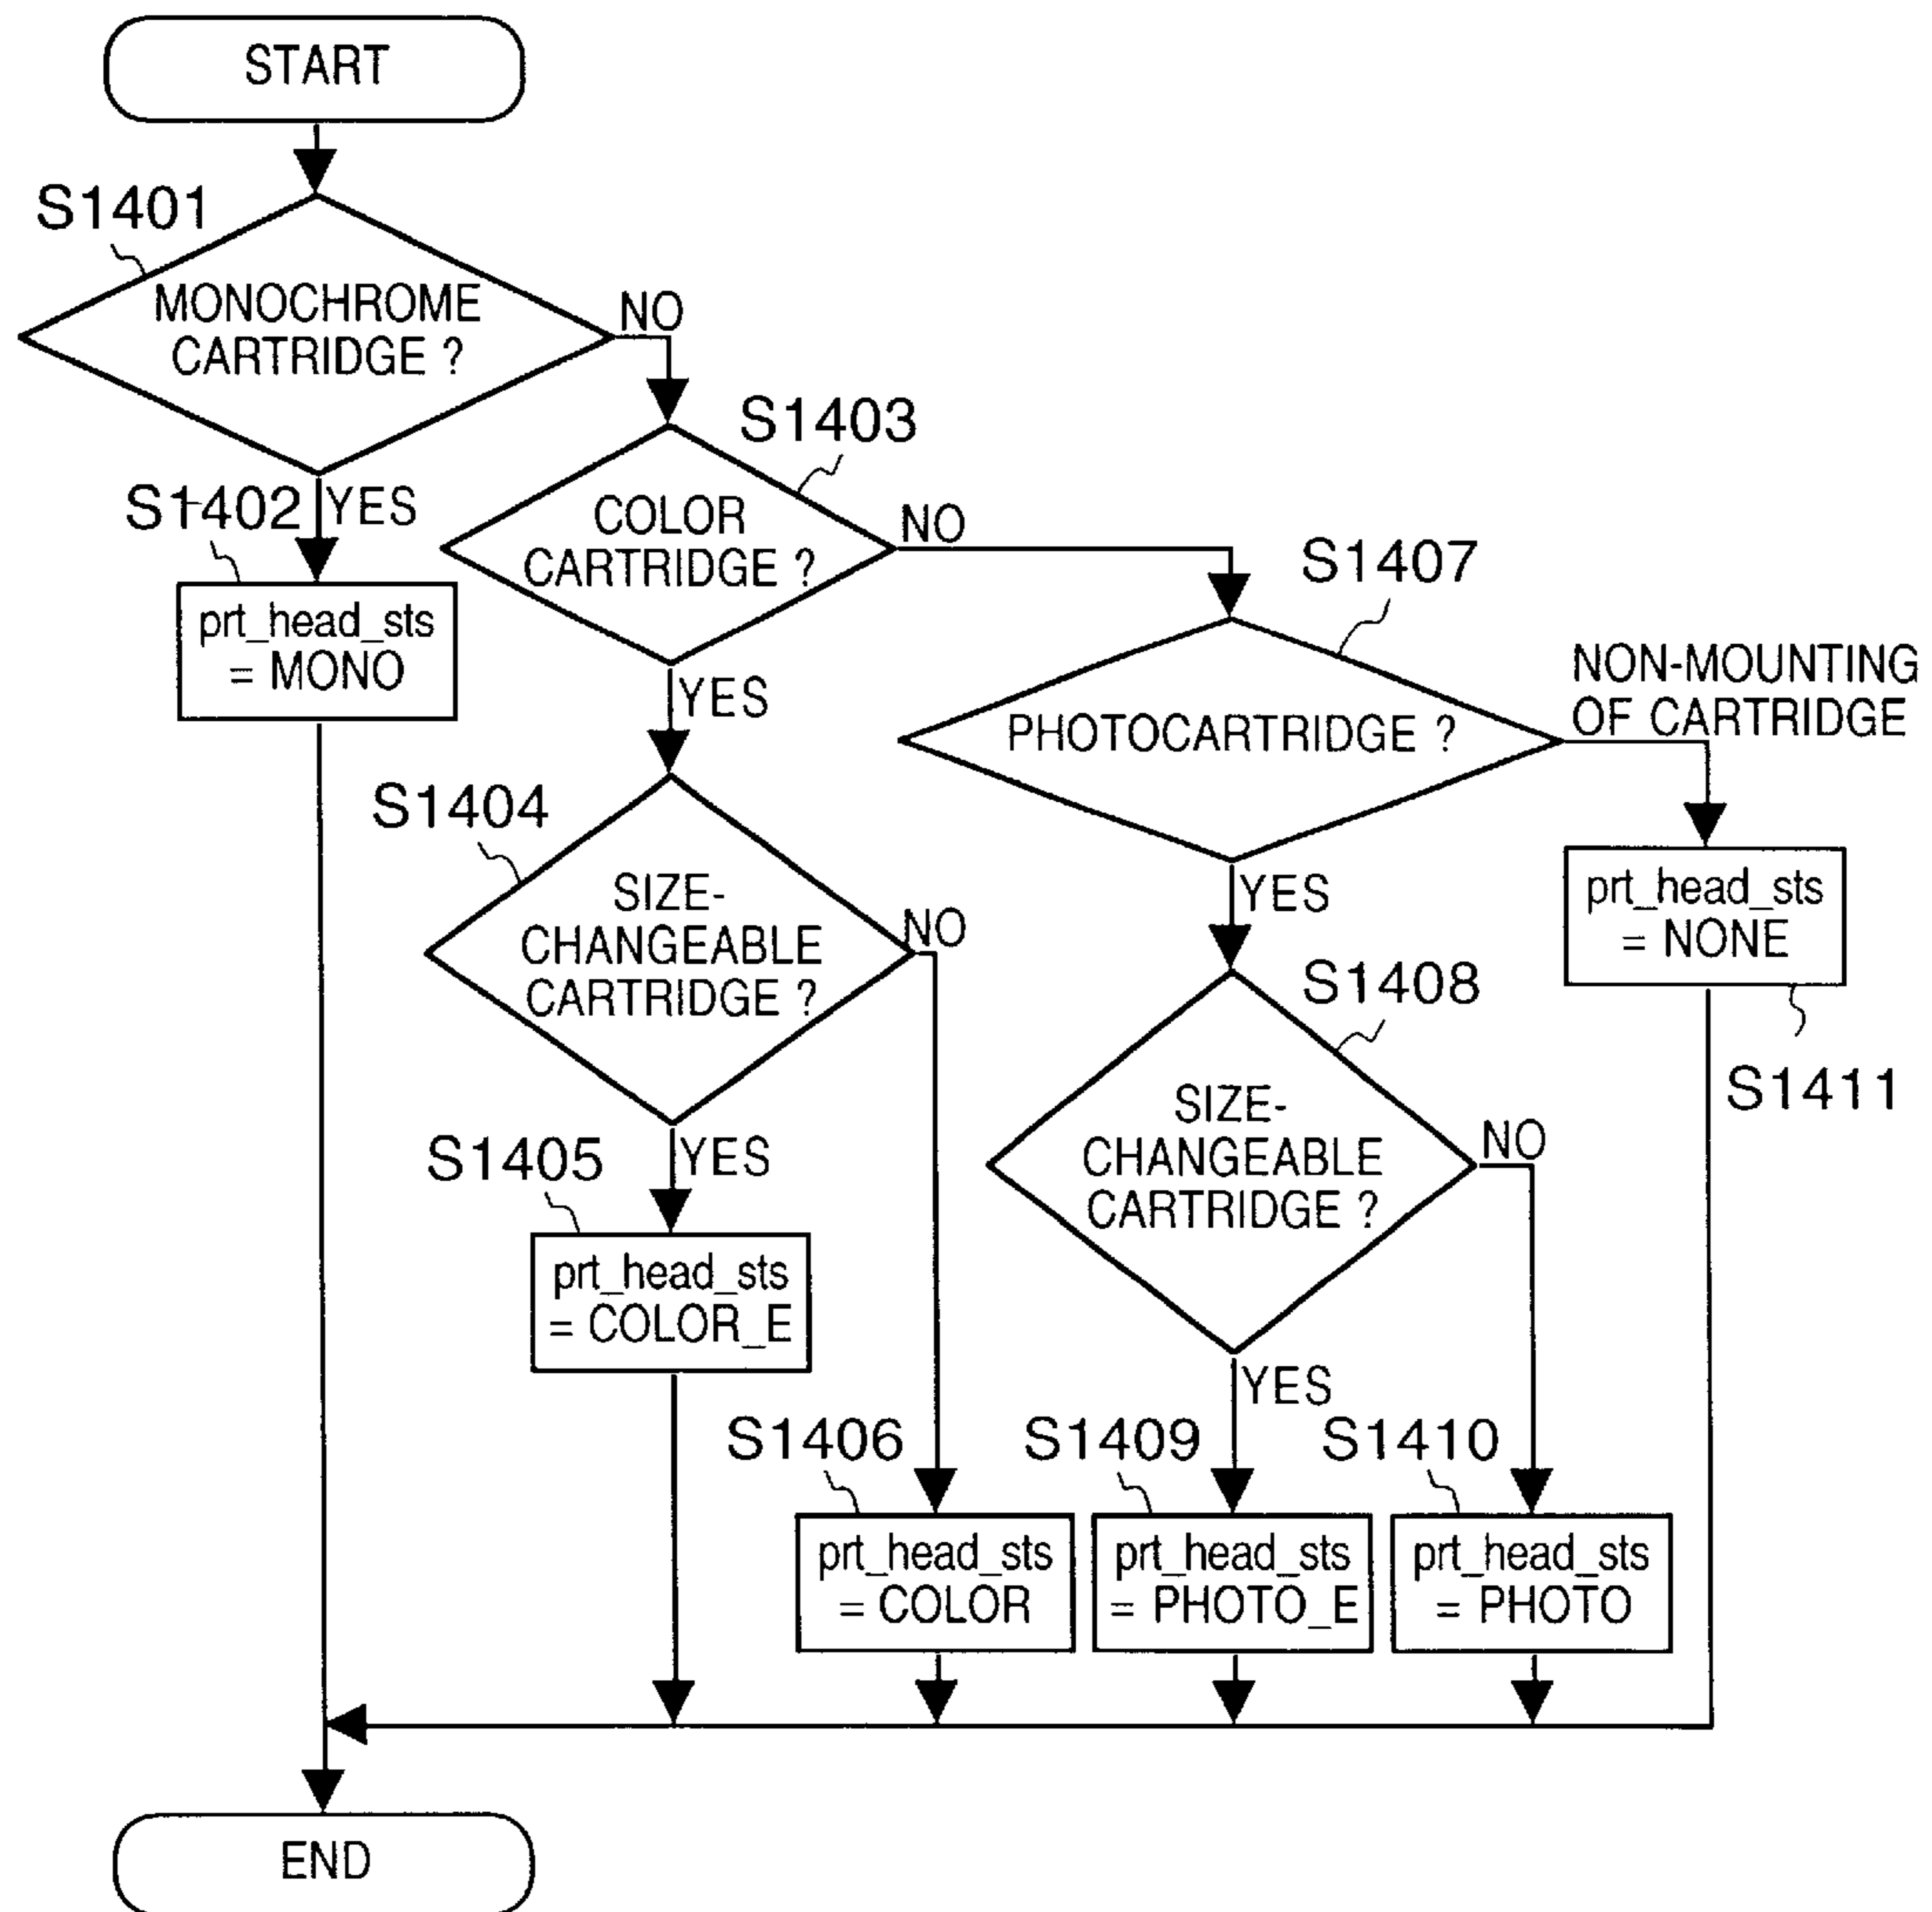 START
S1401
MONOCHROME
CARTRIDGE ?
NO
S1402
YES
prt_head_sts
= MONO
S1403
COLOR
CARTRIDGE ?
NO
YES
S1404
SIZE-
CHANGEABLE
CARTRIDGE ?
NO
S1405
YES
prt_head_sts
= COLOR_E
S1406
prt_head_sts
= COLOR
S1407
PHOTOCARTRIDGE ?
NON-MOUNTING
OF CARTRIDGE
YES
prt_head_sts
= NONE
S1411
S1408
SIZE-
CHANGEABLE
CARTRIDGE ?
NO
YES
S1409
prt_head_sts
= PHOTO_E
S1410
prt_head_sts
= PHOTO
END